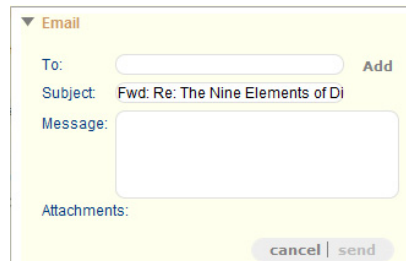 Email
To: Add
Subject: Fwd: Re: The Nine Elements of Di
Message:
Attachments:
cancel | send